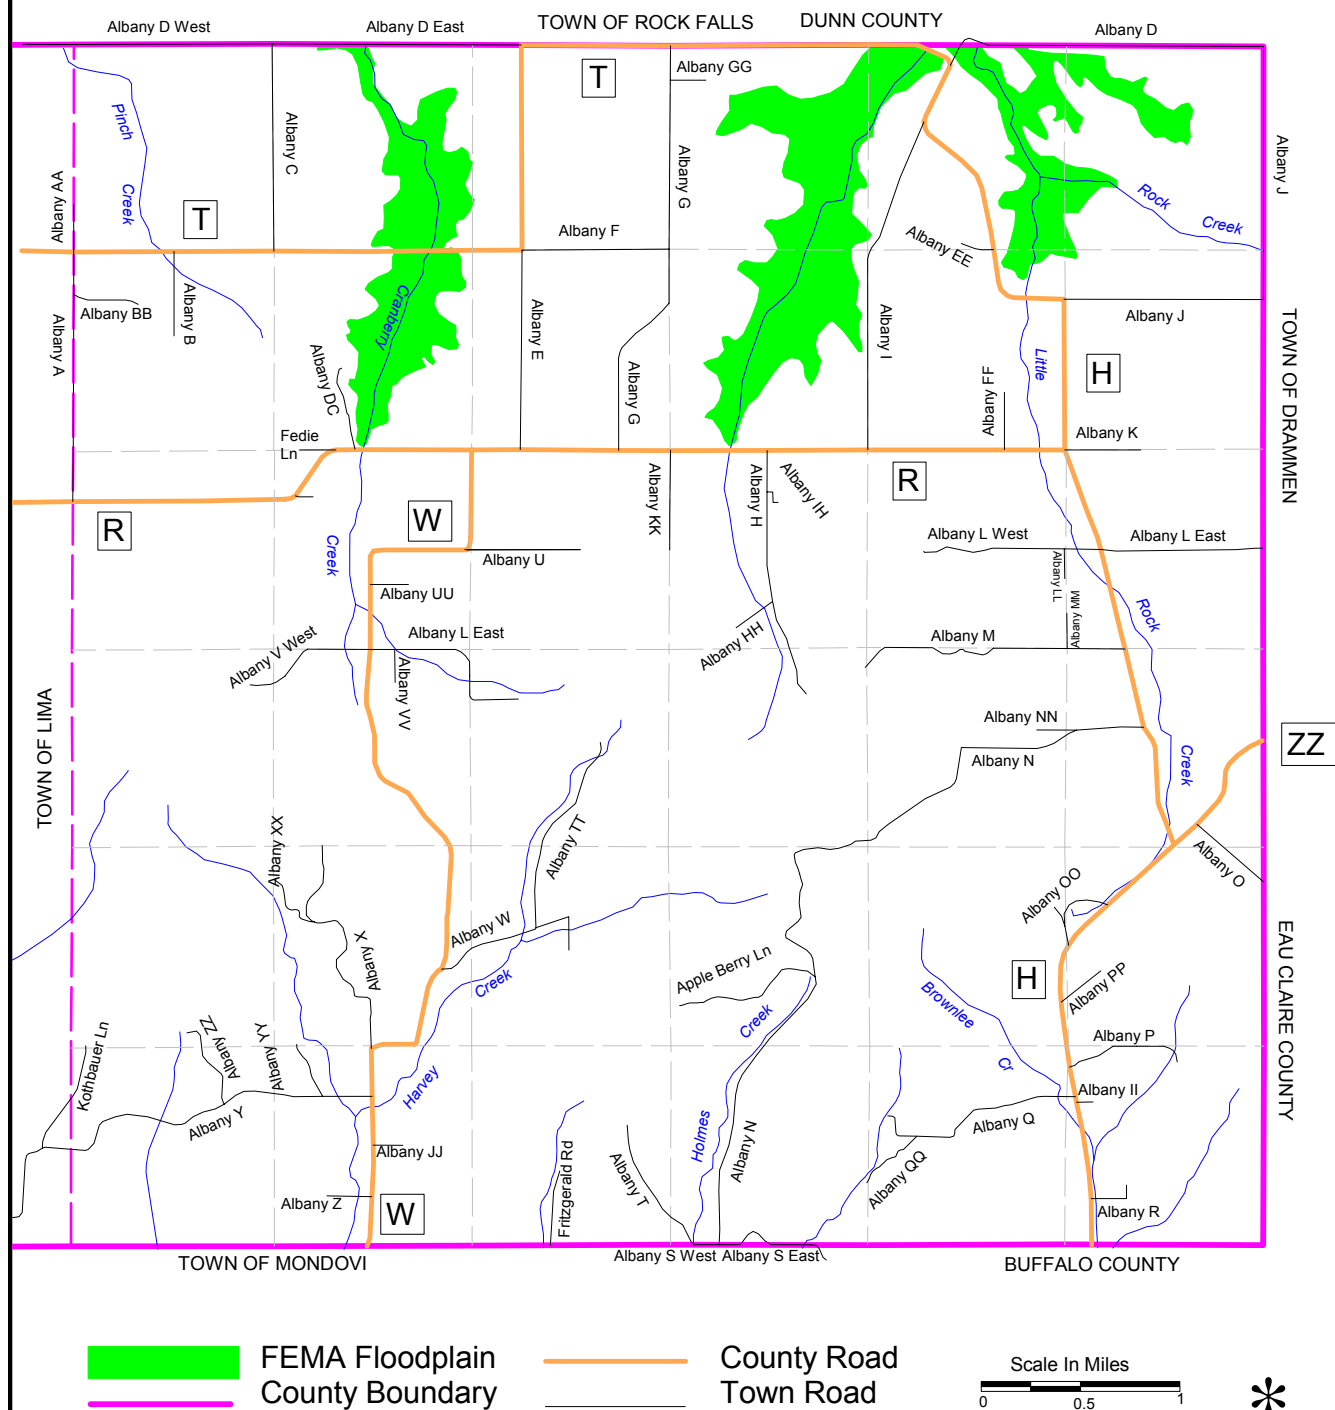 TOWN OF ROCK FALLS
DUNN COUNTY
Albany D West
Albany D East
Albany D
T
Albany GG
Pinch
Creek
Albany C
Albany G
Albany J
Albany AA
T
Rock
Creek
Albany F
Albany EE
Albany BB
Albany B
Albany A
Cranberry
Albany E
Albany I
Albany J
TOWN OF DRAMMEN
Albany DC
Albany G
Albany FF
Little
H
Fedie
Ln
Albany K
R
W
Albany KK
Albany H
Albany IH
R
Creek
Albany U
Albany L West
Albany L East
Albany UU
Albany LL
Albany MM
Rock
Albany V West
Albany L East
Albany HH
Albany M
Albany VV
TOWN OF LIMA
Albany NN
Albany N
Creek
ZZ
Albany XX
Albany TT
Albany O
Albany OO
Albany X
Albany W
EAU CLAIRE COUNTY
Creek
Apple Berry Ln
Creek
Brownlee
Cr
H
Albany PP
Kothbauer Ln
Albany ZZ
Albany YY
Albany P
Harvey
Albany II
Albany Y
Holmes
Albany N
Albany Q
Albany JJ
Fritzgerald Rd
Albany T
Albany QQ
Albany Z
W
Albany R
Albany S West
Albany S East
TOWN OF MONDOVI
BUFFALO COUNTY
FEMA Floodplain
County Road
County Boundary
Town Road
Scale In Miles
0
0.5
1